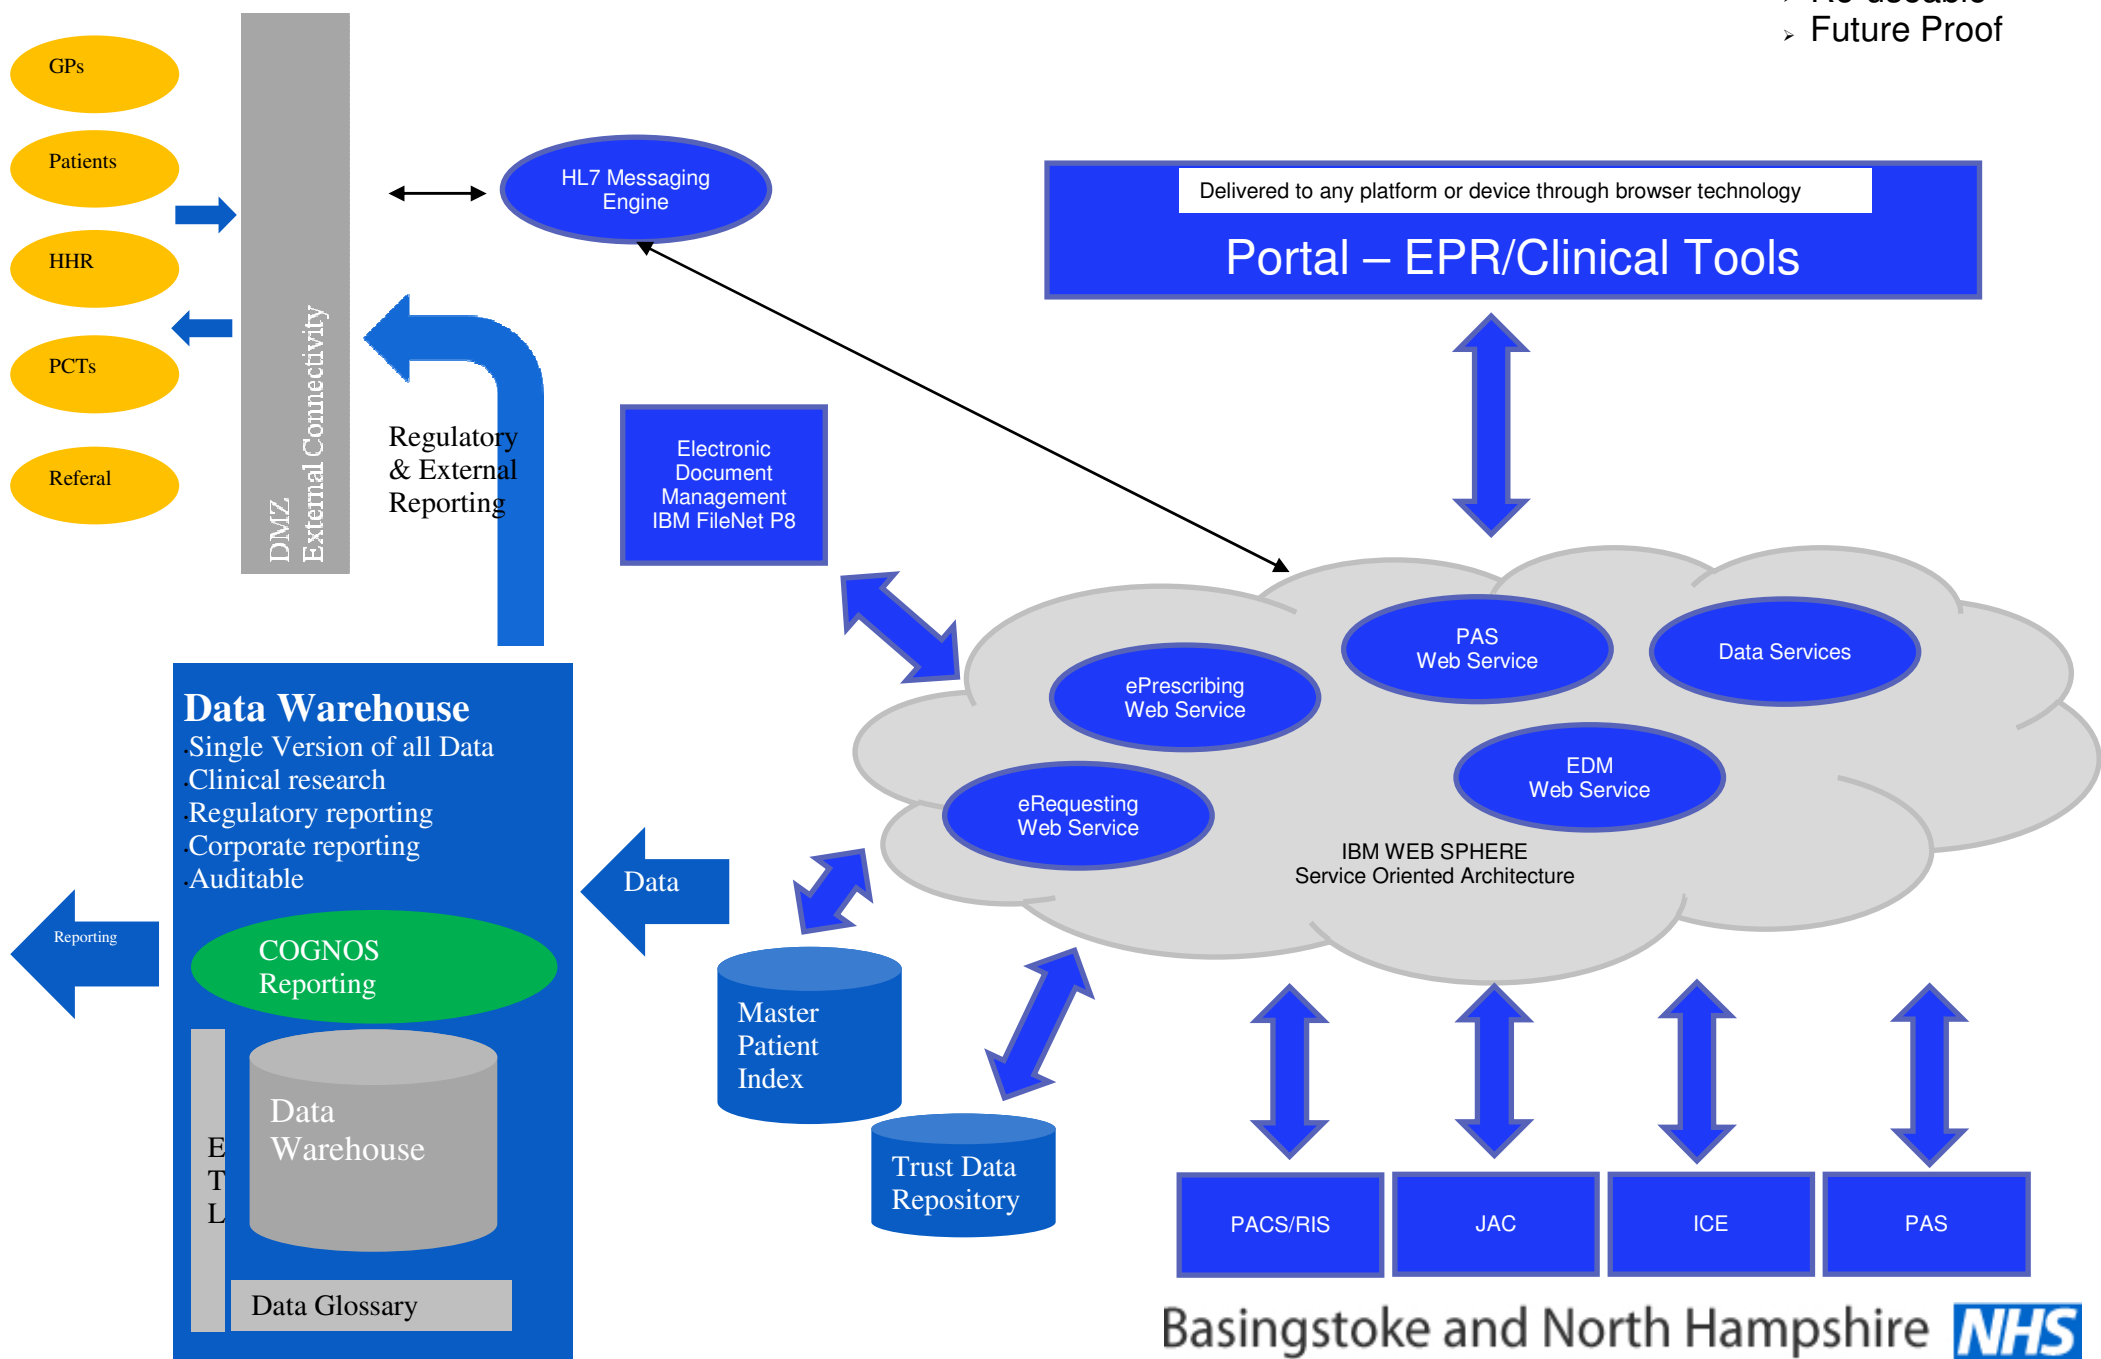 Future Proof
GPs
Patients
HHR
PCTs
Referal
DMZ
External Connectivity
HL7 Messaging
Engine
Delivered to any platform or device through browser technology
Portal – EPR/Clinical Tools
Regulatory
& External
Reporting
Electronic
Document
Management
IBM FileNet P8
PAS
Web Service
Data Services
ePrescribing
Web Service
EDM
Web Service
eRequesting
Web Service
IBM WEB SPHERE
Service Oriented Architecture
Data Warehouse
Single Version of all Data
Clinical research
Regulatory reporting
Corporate reporting
Auditable
Data
Reporting
COGNOS
Reporting
Master
Patient
Index
Data
Warehouse
E
T
L
Trust Data
Repository
Data Glossary
PACS/RIS
JAC
ICE
PAS
Basingstoke and North Hampshire NHS